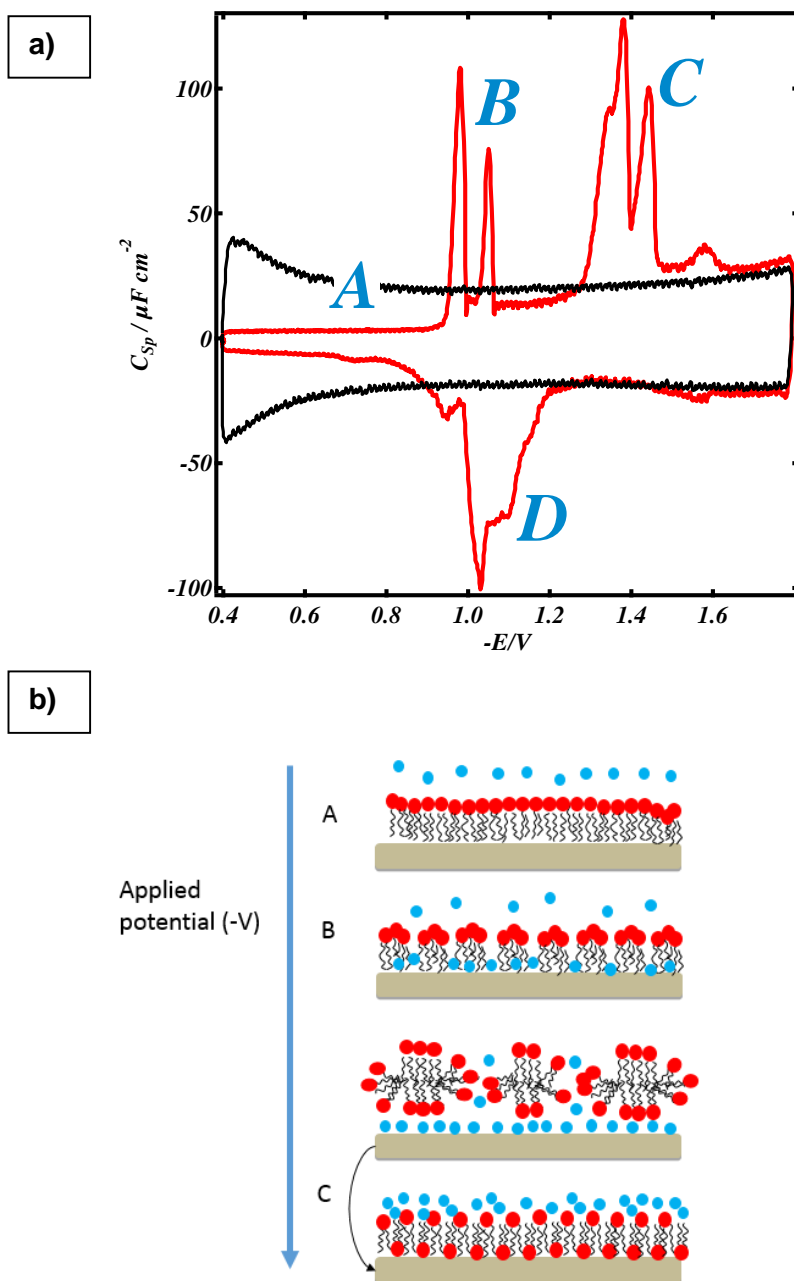 a)
100
50
0
-50
-100
C_Sp / μF cm^-2
A
B
C
D
0.4 0.6 0.8 1.0 1.2 1.4 1.6
-E/V
b)
Applied
potential (-V)
A
B
C